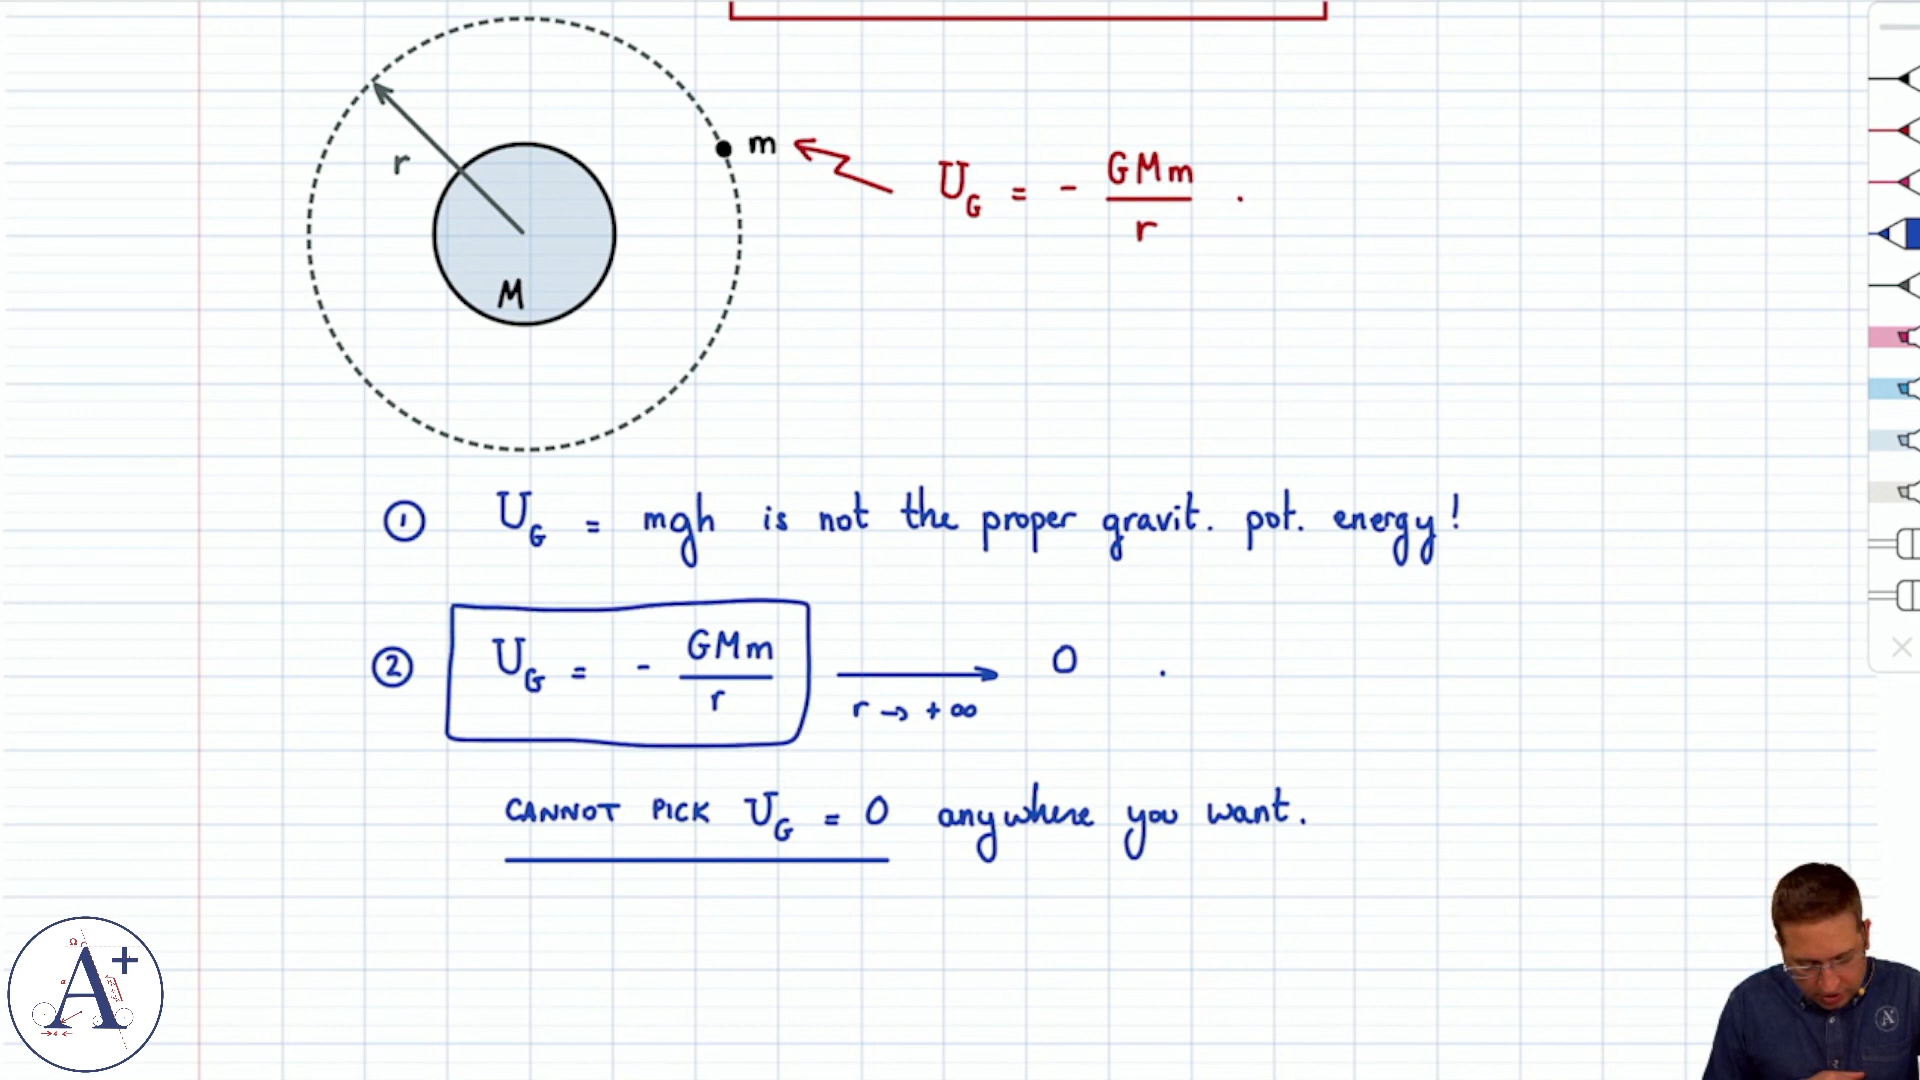 m
r
M
U_G = - GMm/r .
① U_G = mgh is not the proper gravit. pot. energy!
② U_G = - GMm/r ⟶ 0 .
r → +∞
CANNOT PICK U_G = 0 anywhere you want.
A+
A